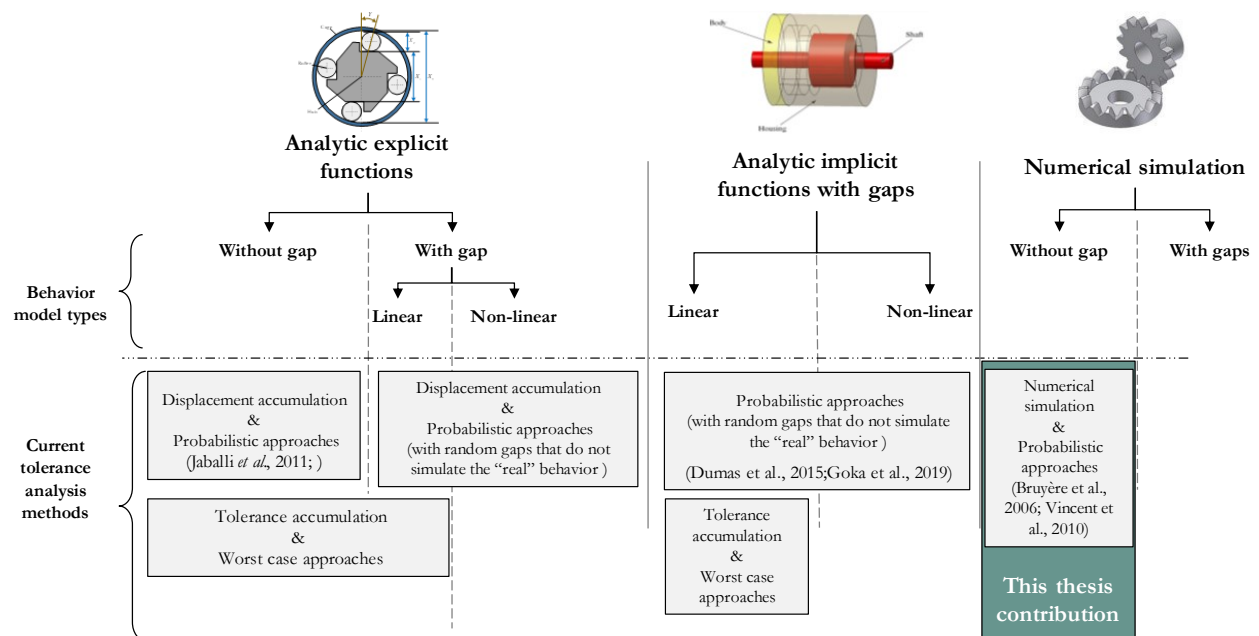 Body
Shaft
Housing
Analytic explicit
functions
Analytic implicit
functions with gaps
Numerical simulation
Without gap
With gap
Linear
Non-linear
Linear
Non-linear
Without gap
With gaps
Behavior
model types
Current
tolerance
analysis
methods
Displacement accumulation
&
Probabilistic approaches
(Jaballi et al., 2011; )
Displacement accumulation
&
Probabilistic approaches
(with random gaps that do not
simulate the “real” behavior )
Tolerance accumulation
&
Worst case approaches
Probabilistic approaches
(with random gaps that do not simulate
the “real” behavior )
(Dumas et al., 2015;Goka et al., 2019)
Tolerance
accumulation
&
Worst case
approaches
Numerical
simulation
&
Probabilistic
approaches
(Bruyère et al.,
2006; Vincent et
al., 2010)
This thesis
contribution